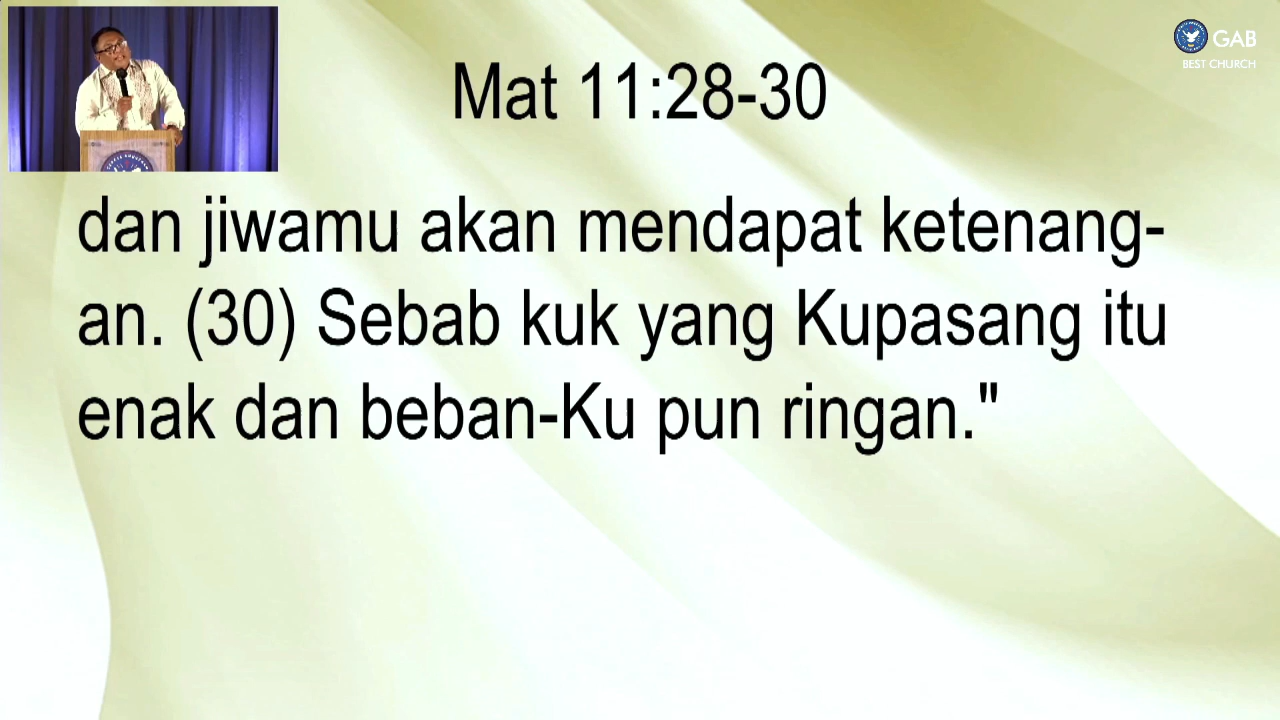 GAB
BEST CHURCH
Mat 11:28-30
dan jiwamu akan mendapat ketenang-
an. (30) Sebab kuk yang Kupasang itu
enak dan beban-Ku pun ringan."